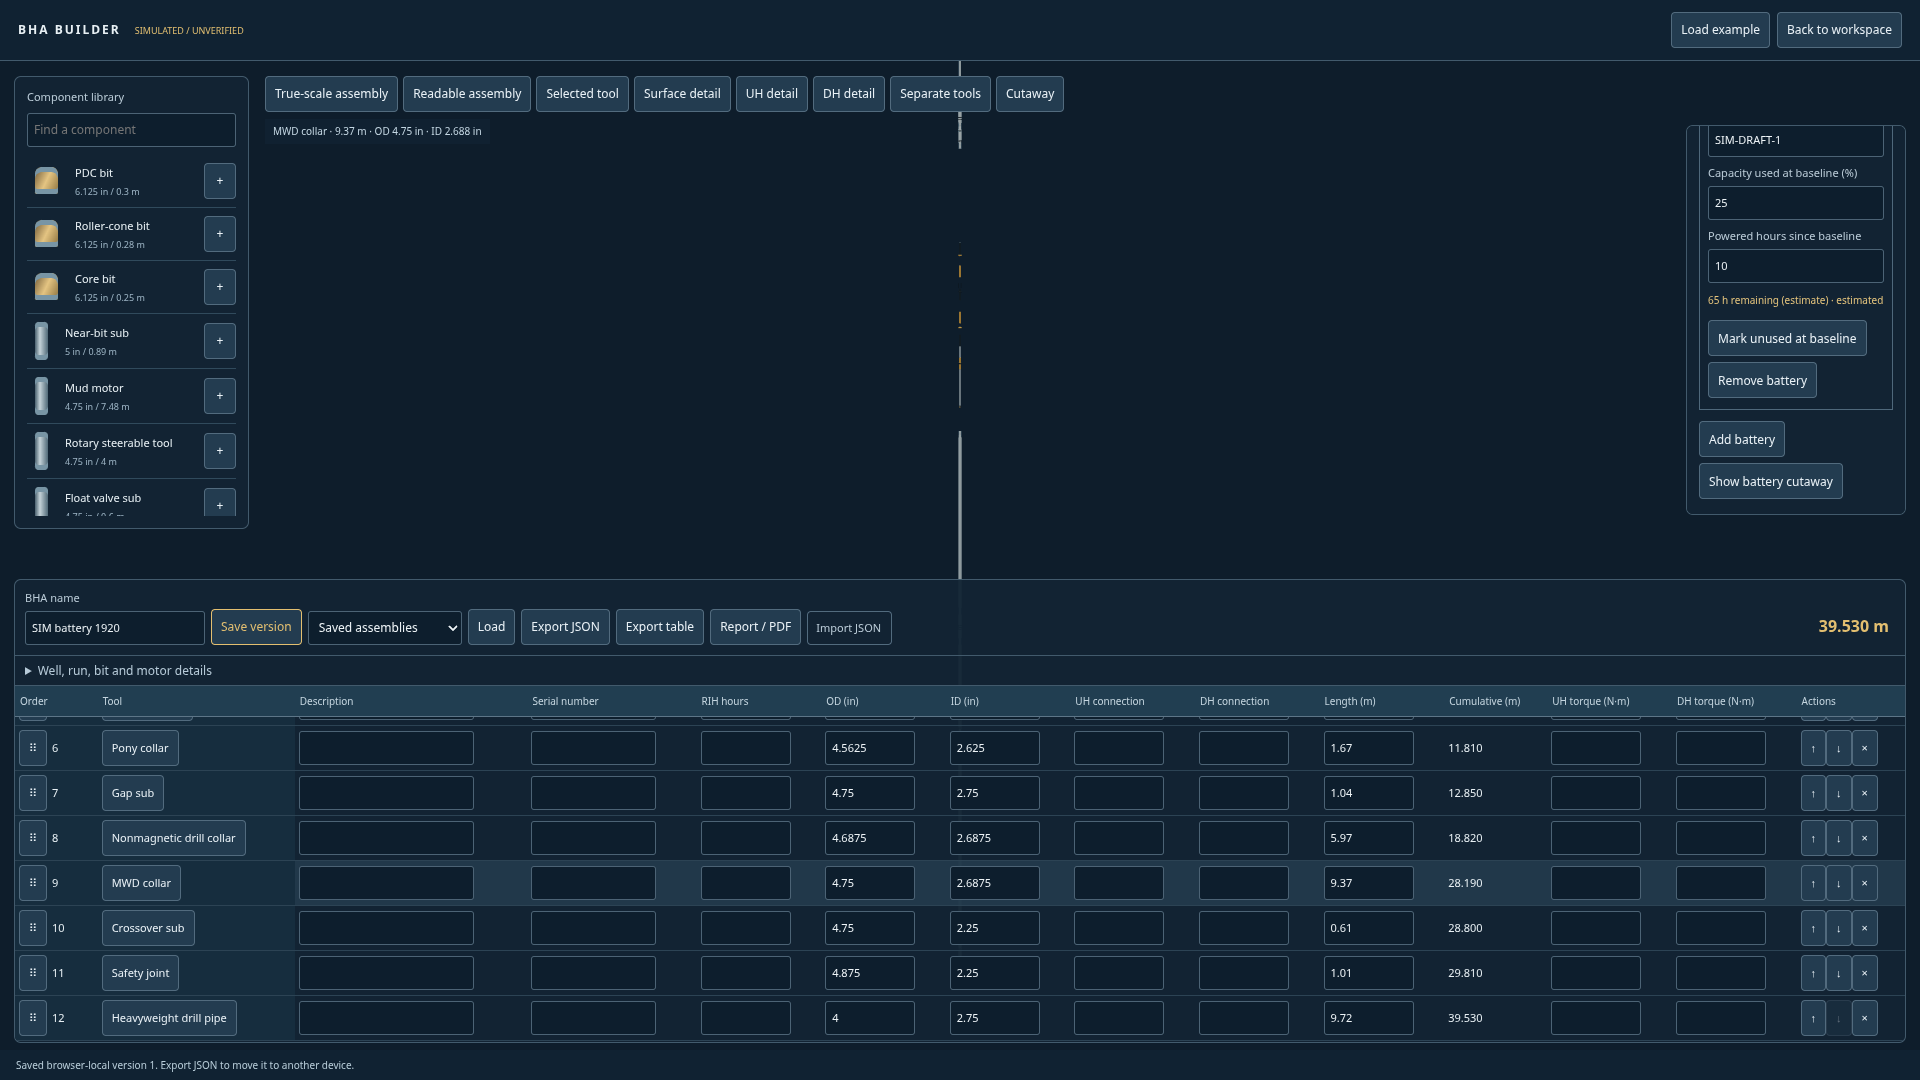 BHA BUILDER SIMULATED / UNVERIFIED Load example Back to workspace
Component library
Find a component
PDC bit
6.125 in / 0.3 m
+
Roller-cone bit
6.125 in / 0.28 m
+
Core bit
6.125 in / 0.25 m
+
Near-bit sub
5 in / 0.89 m
+
Mud motor
4.75 in / 7.48 m
+
Rotary steerable tool
4.75 in / 4 m
+
Float valve sub
+
True-scale assembly Readable assembly Selected tool Surface detail UH detail DH detail Separate tools Cutaway
MWD collar · 9.37 m · OD 4.75 in · ID 2.688 in
SIM-DRAFT-1
Capacity used at baseline (%)
25
Powered hours since baseline
10
65 h remaining (estimate) · estimated
Mark unused at baseline
Remove battery
Add battery
Show battery cutaway
BHA name
SIM battery 1920 Save version Saved assemblies Load Export JSON Export table Report / PDF Import JSON 39.530 m
▶ Well, run, bit and motor details
Order Tool Description Serial number RIH hours OD (in) ID (in) UH connection DH connection Length (m) Cumulative (m) UH torque (N·m) DH torque (N·m) Actions
6 Pony collar 4.5625 2.625 1.67 11.810 ↑ ↓ ×
7 Gap sub 4.75 2.75 1.04 12.850 ↑ ↓ ×
8 Nonmagnetic drill collar 4.6875 2.6875 5.97 18.820 ↑ ↓ ×
9 MWD collar 4.75 2.6875 9.37 28.190 ↑ ↓ ×
10 Crossover sub 4.75 2.25 0.61 28.800 ↑ ↓ ×
11 Safety joint 4.875 2.25 1.01 29.810 ↑ ↓ ×
12 Heavyweight drill pipe 4 2.75 9.72 39.530 ↑ ↓ ×
Saved browser-local version 1. Export JSON to move it to another device.